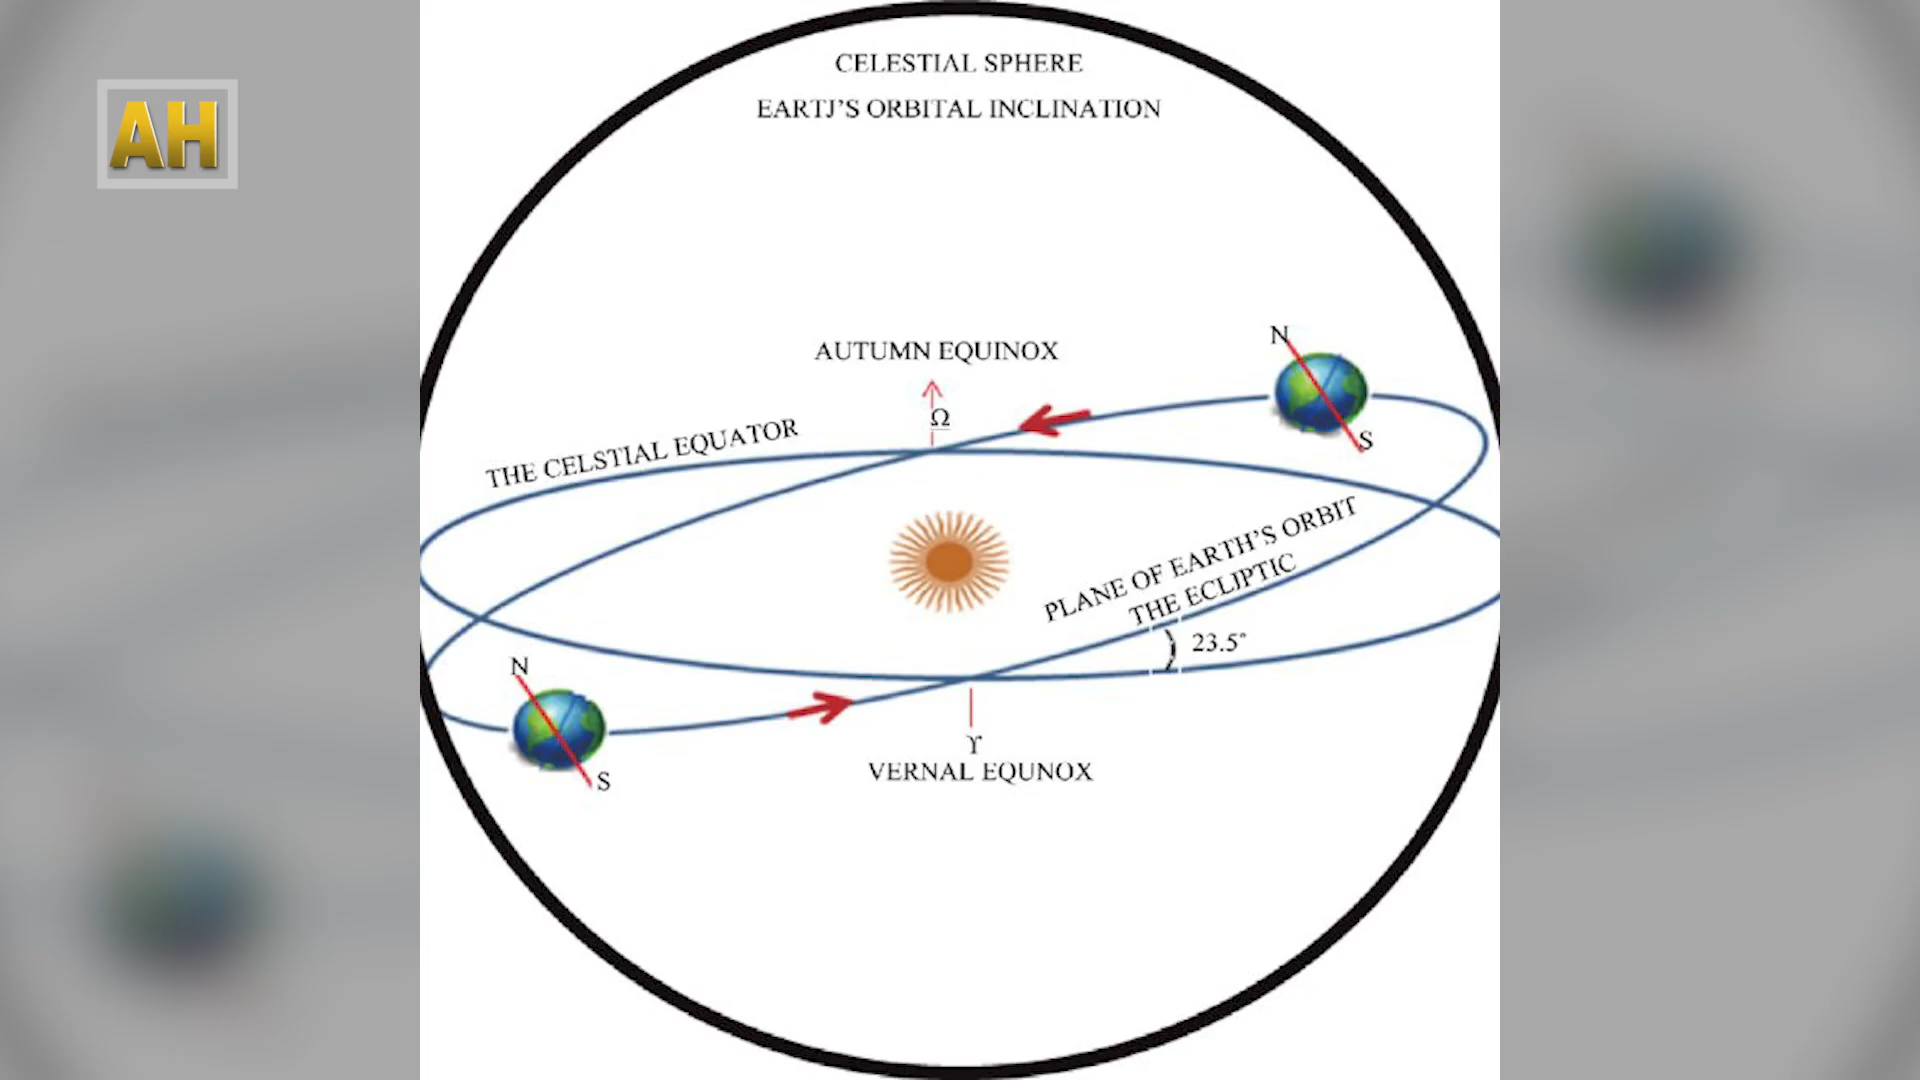 AH
CELESTIAL SPHERE
EARTJ'S ORBITAL INCLINATION
N
AUTUMN EQUINOX
Ω
S
THE CELSTIAL EQUATOR
PLANE OF EARTH'S ORBIT
THE ECLIPTIC
23.5°
N
S
ϒ
VERNAL EQUNOX